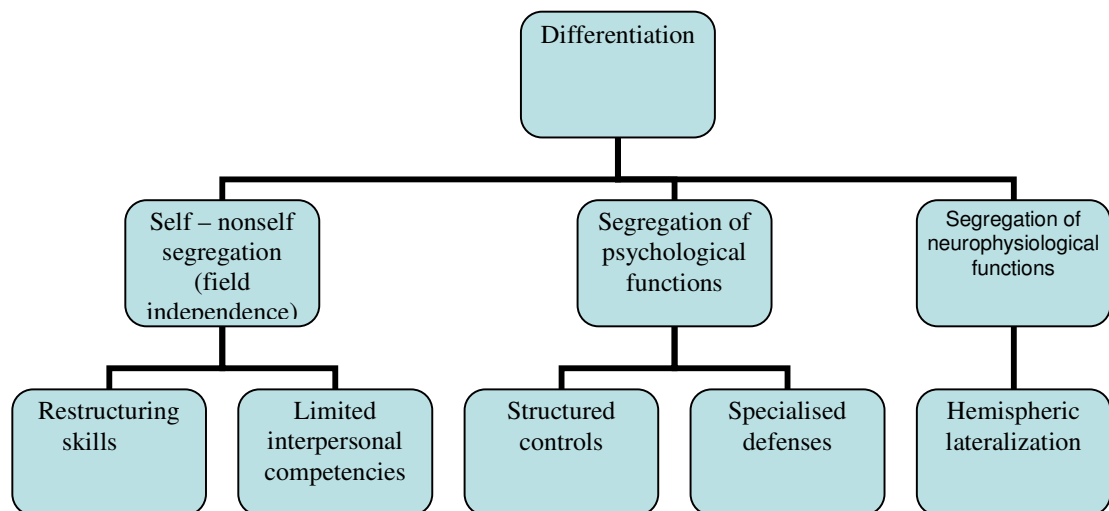 Differentiation
Self – nonself
segregation
(field
independence)
Segregation of
psychological
functions
Segregation of
neurophysiological
functions
Restructuring
skills
Limited
interpersonal
competencies
Structured
controls
Specialised
defenses
Hemispheric
lateralization